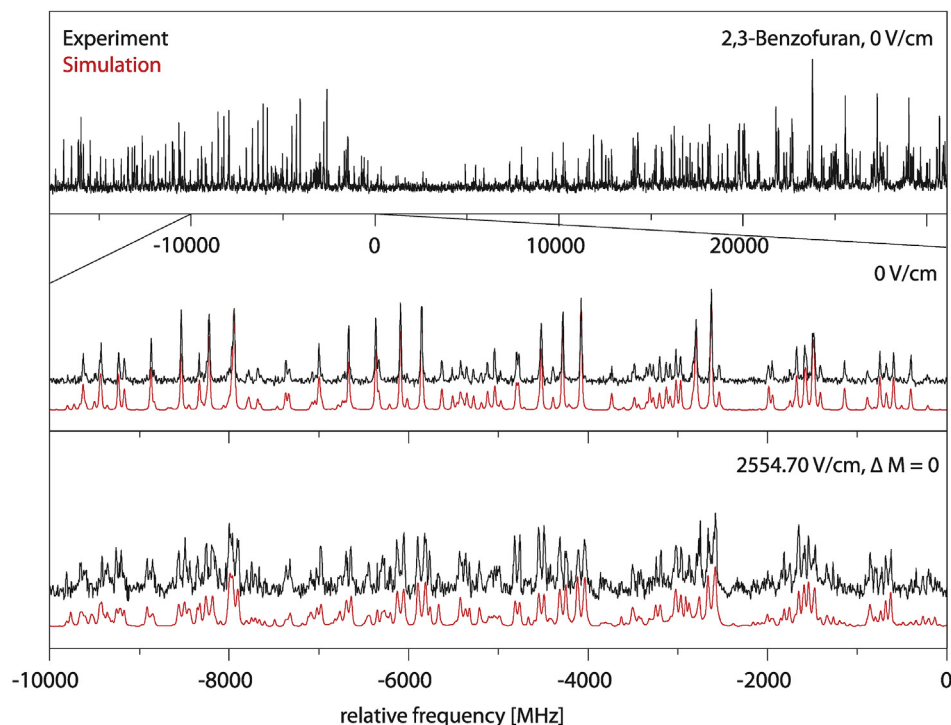 Experiment
2,3-Benzofuran, 0 V/cm
Simulation
-10000 0 10000 20000
0 V/cm
2554.70 V/cm, Δ M = 0
-10000 -8000 -6000 -4000 -2000 0
relative frequency [MHz]